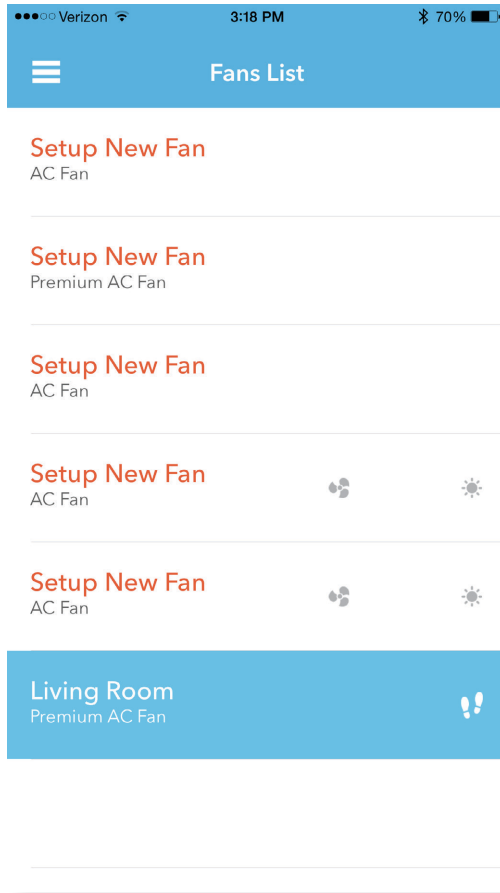 Verizon 3:18 PM 70%
Fans List
Setup New Fan
AC Fan
Setup New Fan
Premium AC Fan
Setup New Fan
AC Fan
Setup New Fan
AC Fan
Setup New Fan
AC Fan
Living Room
Premium AC Fan